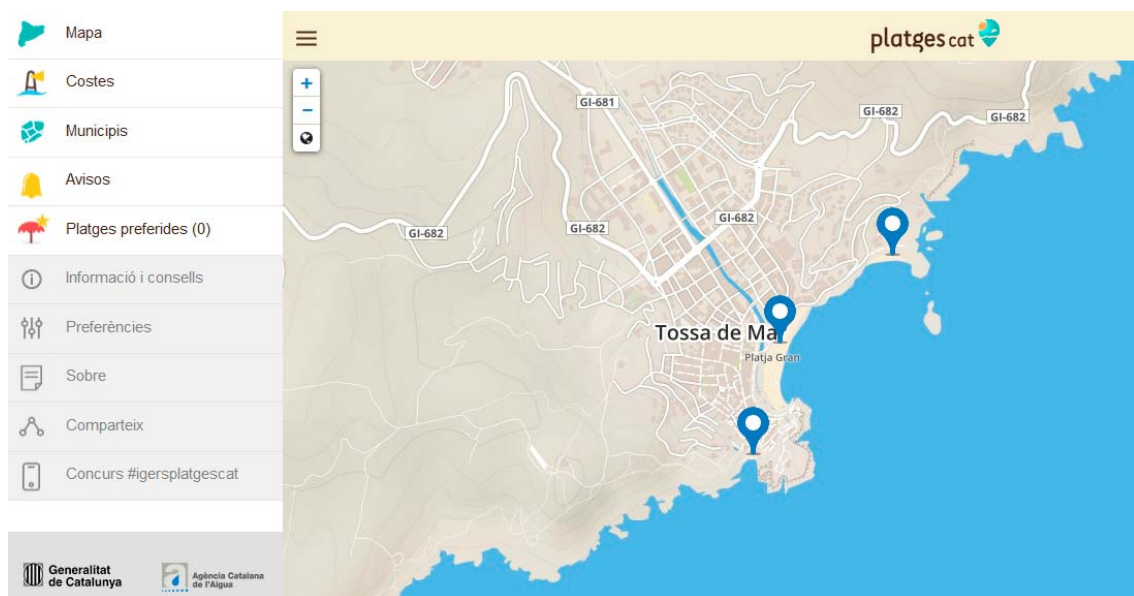 Mapa
Costes
Municipis
Avisos
Platges preferides (0)
Informació i consells
Preferències
Sobre
Comparteix
Concurs #igersplatgescat
Generalitat
de Catalunya
Agència Catalana
de l'Aigua
platgescat
+
−
GI-681
GI-682
GI-682
GI-682
GI-682
GI-682
Tossa de Mar
Platja Gran